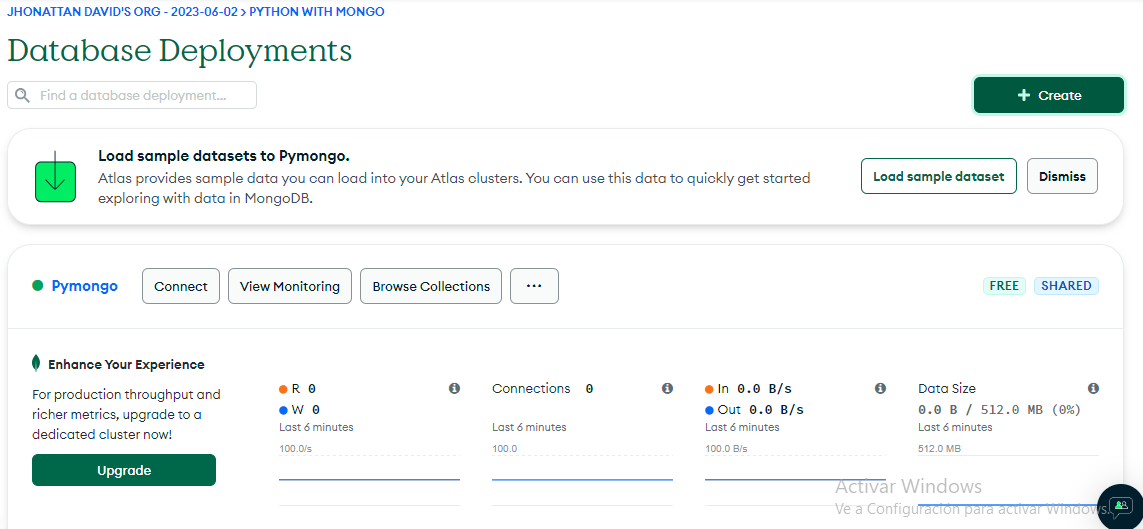 JHONATTAN DAVID'S ORG - 2023-06-02 > PYTHON WITH MONGO
Database Deployments
Find a database deployment...
+ Create
Load sample datasets to Pymongo.
Atlas provides sample data you can load into your Atlas clusters. You can use this data to quickly get started
exploring with data in MongoDB.
Load sample dataset
Dismiss
Pymongo
Connect
View Monitoring
Browse Collections
...
FREE
SHARED
Enhance Your Experience
For production throughput and
richer metrics, upgrade to a
dedicated cluster now!
Upgrade
R 0
W 0
Last 6 minutes
100.0/s
Connections 0
Last 6 minutes
100.0
In 0.0 B/s
Out 0.0 B/s
Last 6 minutes
100.0 B/s
Data Size
0.0 B / 512.0 MB (0%)
Last 6 minutes
512.0 MB
Activar Windows
Ve a Configuración para activar Windows.